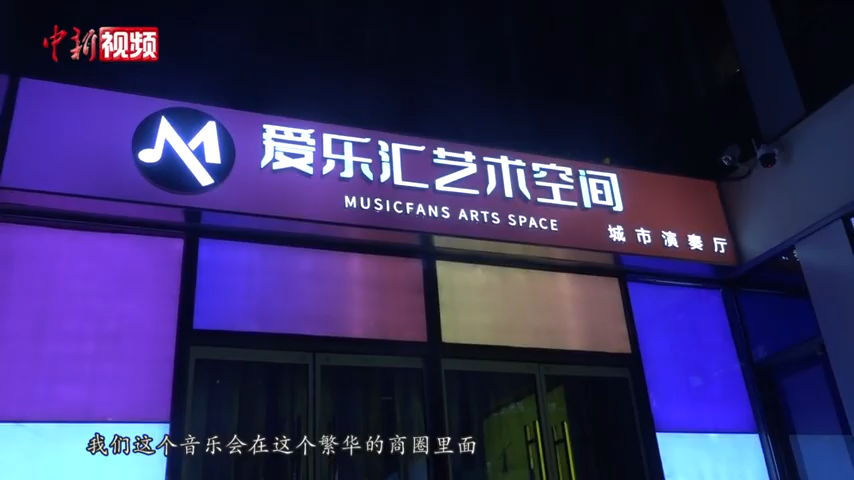 中新视频
爱乐汇艺术空间
MUSICFANS ARTS SPACE
城市演奏厅
我们这个音乐会在这个繁华的商圈里面